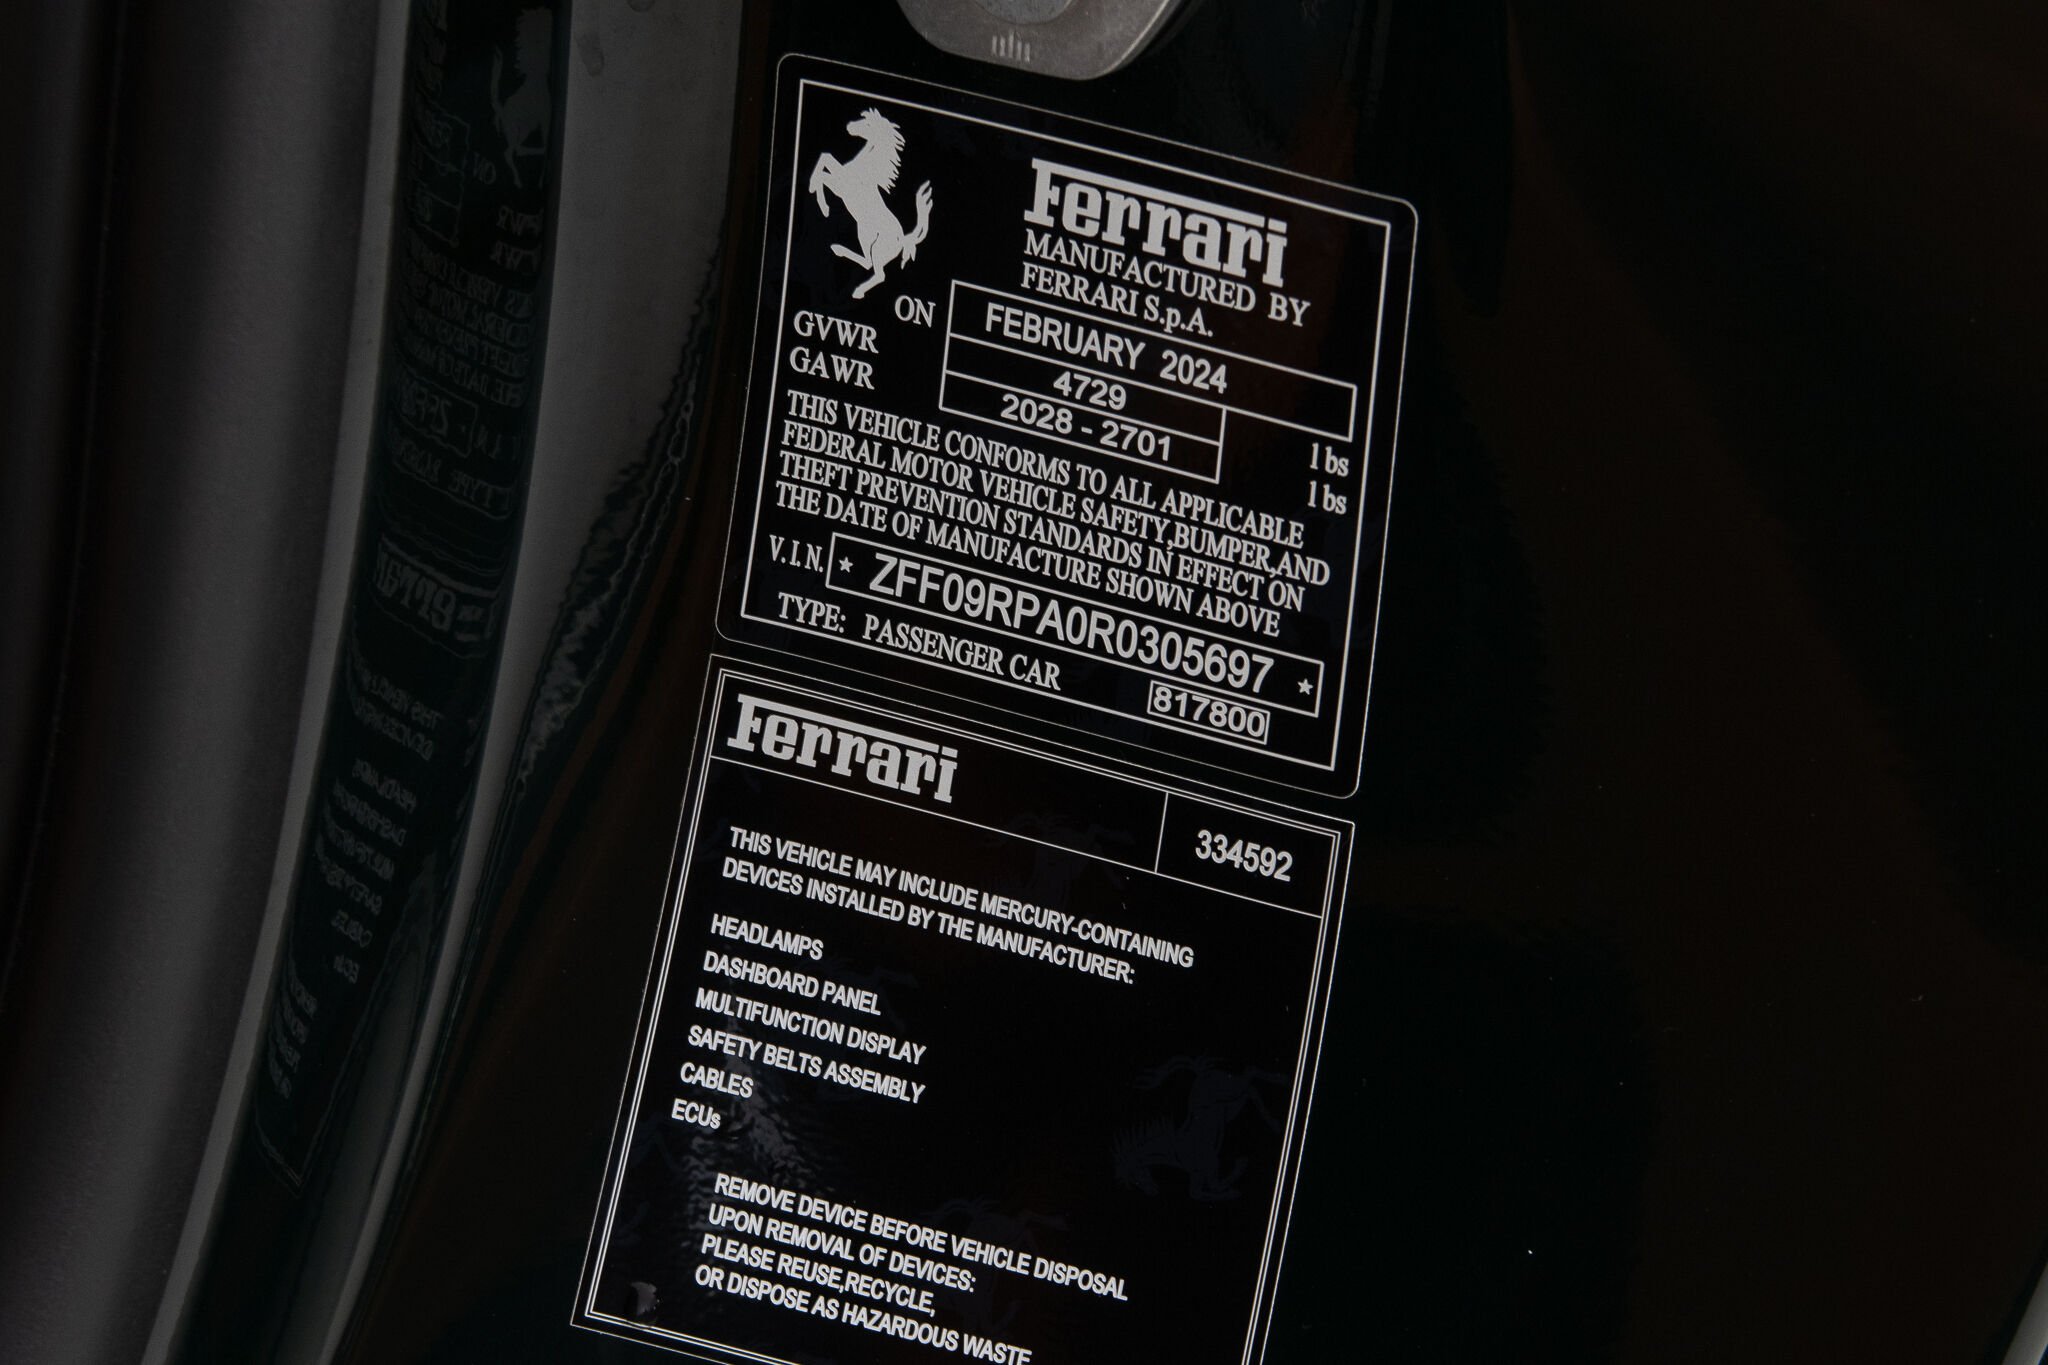 Ferrari
MANUFACTURED BY
FERRARI S.p.A.
ON FEBRUARY 2024
GVWR 4729 lbs
GAWR 2028 - 2701 lbs
THIS VEHICLE CONFORMS TO ALL APPLICABLE
FEDERAL MOTOR VEHICLE SAFETY,BUMPER,AND
THEFT PREVENTION STANDARDS IN EFFECT ON
THE DATE OF MANUFACTURE SHOWN ABOVE
V.I.N. * ZFF09RPA0R0305697 *
TYPE: PASSENGER CAR 817800
Ferrari 334592
THIS VEHICLE MAY INCLUDE MERCURY-CONTAINING
DEVICES INSTALLED BY THE MANUFACTURER:
HEADLAMPS
DASHBOARD PANEL
MULTIFUNCTION DISPLAY
SAFETY BELTS ASSEMBLY
CABLES
ECUs
REMOVE DEVICE BEFORE VEHICLE DISPOSAL
UPON REMOVAL OF DEVICES:
PLEASE REUSE,RECYCLE,
OR DISPOSE AS HAZARDOUS WASTE